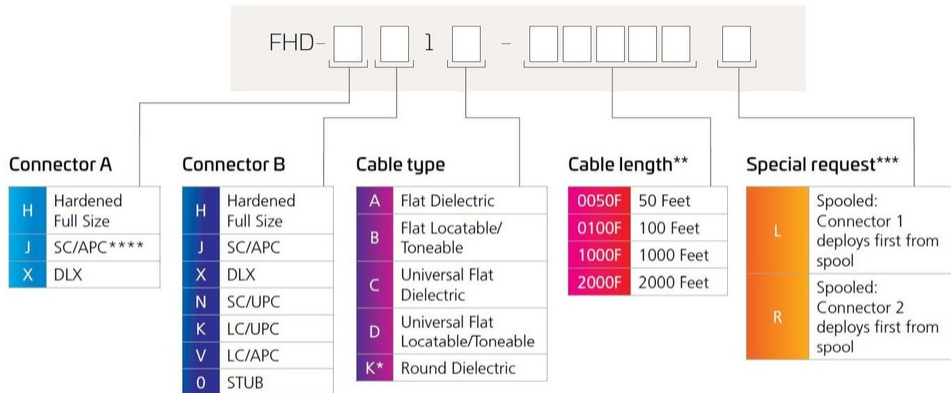 FHD- 1 -
Connector A
H Hardened
Full Size
J SC/APC****
X DLX
Connector B
H Hardened
Full Size
J SC/APC
X DLX
N SC/UPC
K LC/UPC
V LC/APC
0 STUB
Cable type
A Flat Dielectric
B Flat Locatable/
Toneable
C Universal Flat
Dielectric
D Universal Flat
Locatable/Toneable
K* Round Dielectric
Cable length**
0050F 50 Feet
0100F 100 Feet
1000F 1000 Feet
2000F 2000 Feet
Special request***
L Spooled:
Connector 1
deploys first from
spool
R Spooled:
Connector 2
deploys first from
spool